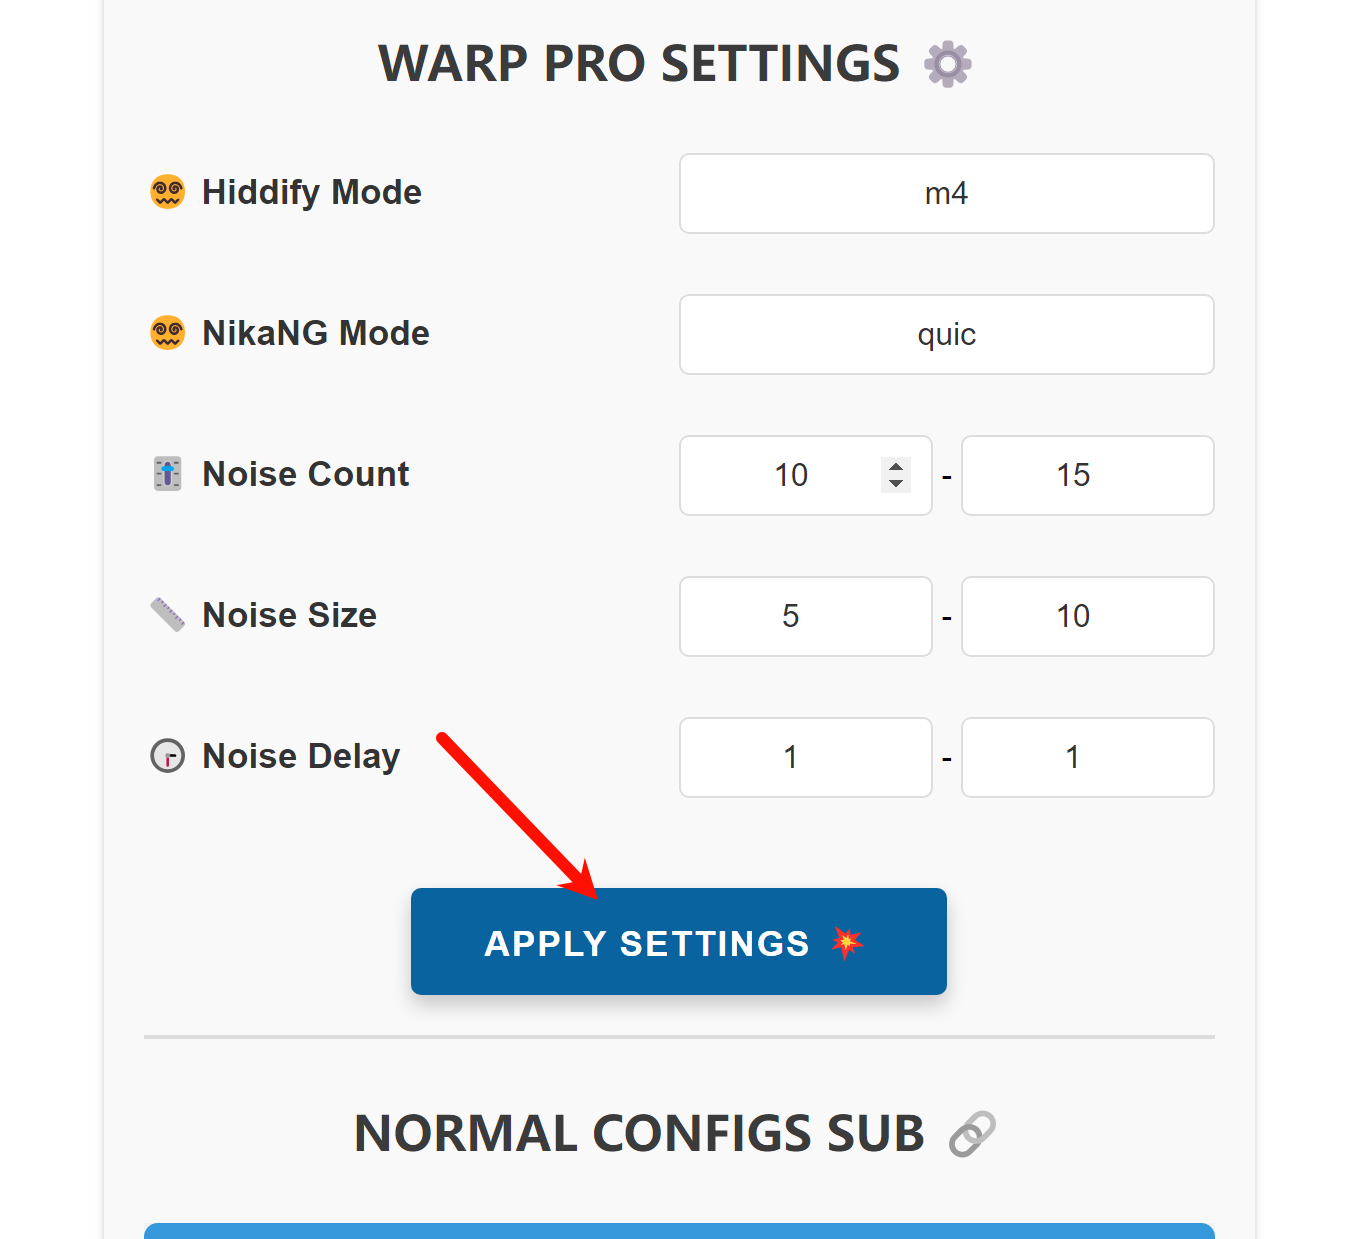 WARP PRO SETTINGS ⚙️
😵‍💫 Hiddify Mode m4
😵‍💫 NikaNG Mode quic
🎚️ Noise Count 10 - 15
📏 Noise Size 5 - 10
🕒 Noise Delay 1 - 1
APPLY SETTINGS 💥
NORMAL CONFIGS SUB 🔗